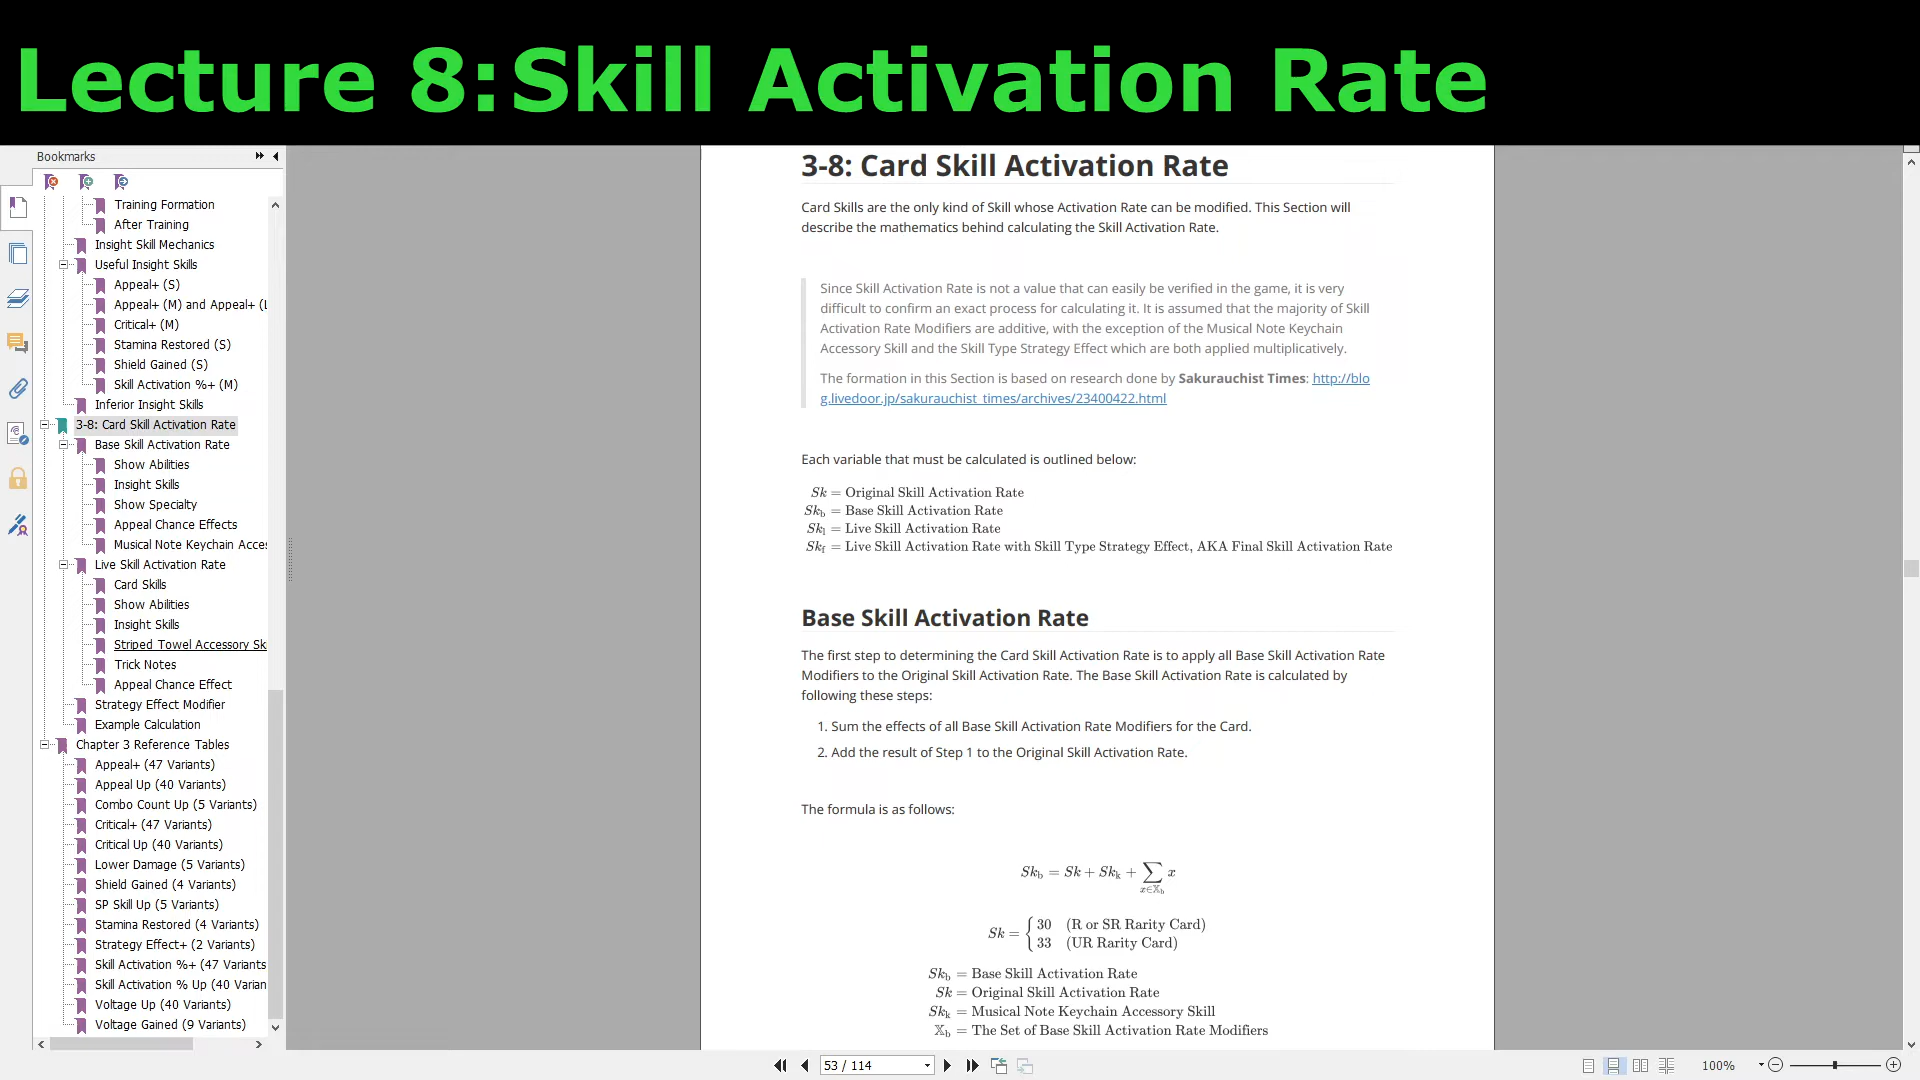 Lecture 8:Skill Activation Rate
Bookmarks
Training Formation
After Training
Insight Skill Mechanics
Useful Insight Skills
Appeal+ (S)
Appeal+ (M) and Appeal+ (L
Critical+ (M)
Stamina Restored (S)
Shield Gained (S)
Skill Activation %+ (M)
Inferior Insight Skills
3-8: Card Skill Activation Rate
Base Skill Activation Rate
Show Abilities
Insight Skills
Show Specialty
Appeal Chance Effects
Musical Note Keychain Acces
Live Skill Activation Rate
Card Skills
Show Abilities
Insight Skills
Striped Towel Accessory Sk
Trick Notes
Appeal Chance Effect
Strategy Effect Modifier
Example Calculation
Chapter 3 Reference Tables
Appeal+ (47 Variants)
Appeal Up (40 Variants)
Combo Count Up (5 Variants)
Critical+ (47 Variants)
Critical Up (40 Variants)
Lower Damage (5 Variants)
Shield Gained (4 Variants)
SP Skill Up (5 Variants)
Stamina Restored (4 Variants)
Strategy Effect+ (2 Variants)
Skill Activation %+ (47 Variants
Skill Activation % Up (40 Varian
Voltage Up (40 Variants)
Voltage Gained (9 Variants)
3-8: Card Skill Activation Rate
Card Skills are the only kind of Skill whose Activation Rate can be modified. This Section will
describe the mathematics behind calculating the Skill Activation Rate.
Since Skill Activation Rate is not a value that can easily be verified in the game, it is very
difficult to confirm an exact process for calculating it. It is assumed that the majority of Skill
Activation Rate Modifiers are additive, with the exception of the Musical Note Keychain
Accessory Skill and the Skill Type Strategy Effect which are both applied multiplicatively.
The formation in this Section is based on research done by Sakurauchist Times: http://blo
g.livedoor.jp/sakurauchist_times/archives/23400422.html
Each variable that must be calculated is outlined below:
Sk = Original Skill Activation Rate
Sk_b = Base Skill Activation Rate
Sk_l = Live Skill Activation Rate
Sk_f = Live Skill Activation Rate with Skill Type Strategy Effect, AKA Final Skill Activation Rate
Base Skill Activation Rate
The first step to determining the Card Skill Activation Rate is to apply all Base Skill Activation Rate
Modifiers to the Original Skill Activation Rate. The Base Skill Activation Rate is calculated by
following these steps:
1. Sum the effects of all Base Skill Activation Rate Modifiers for the Card.
2. Add the result of Step 1 to the Original Skill Activation Rate.
The formula is as follows:
Sk_b = Sk + Sk_k + ∑ x
x∈𝕏_b
Sk = { 30 (R or SR Rarity Card)
33 (UR Rarity Card)
Sk_b = Base Skill Activation Rate
Sk = Original Skill Activation Rate
Sk_k = Musical Note Keychain Accessory Skill
𝕏_b = The Set of Base Skill Activation Rate Modifiers
53 / 114
100%